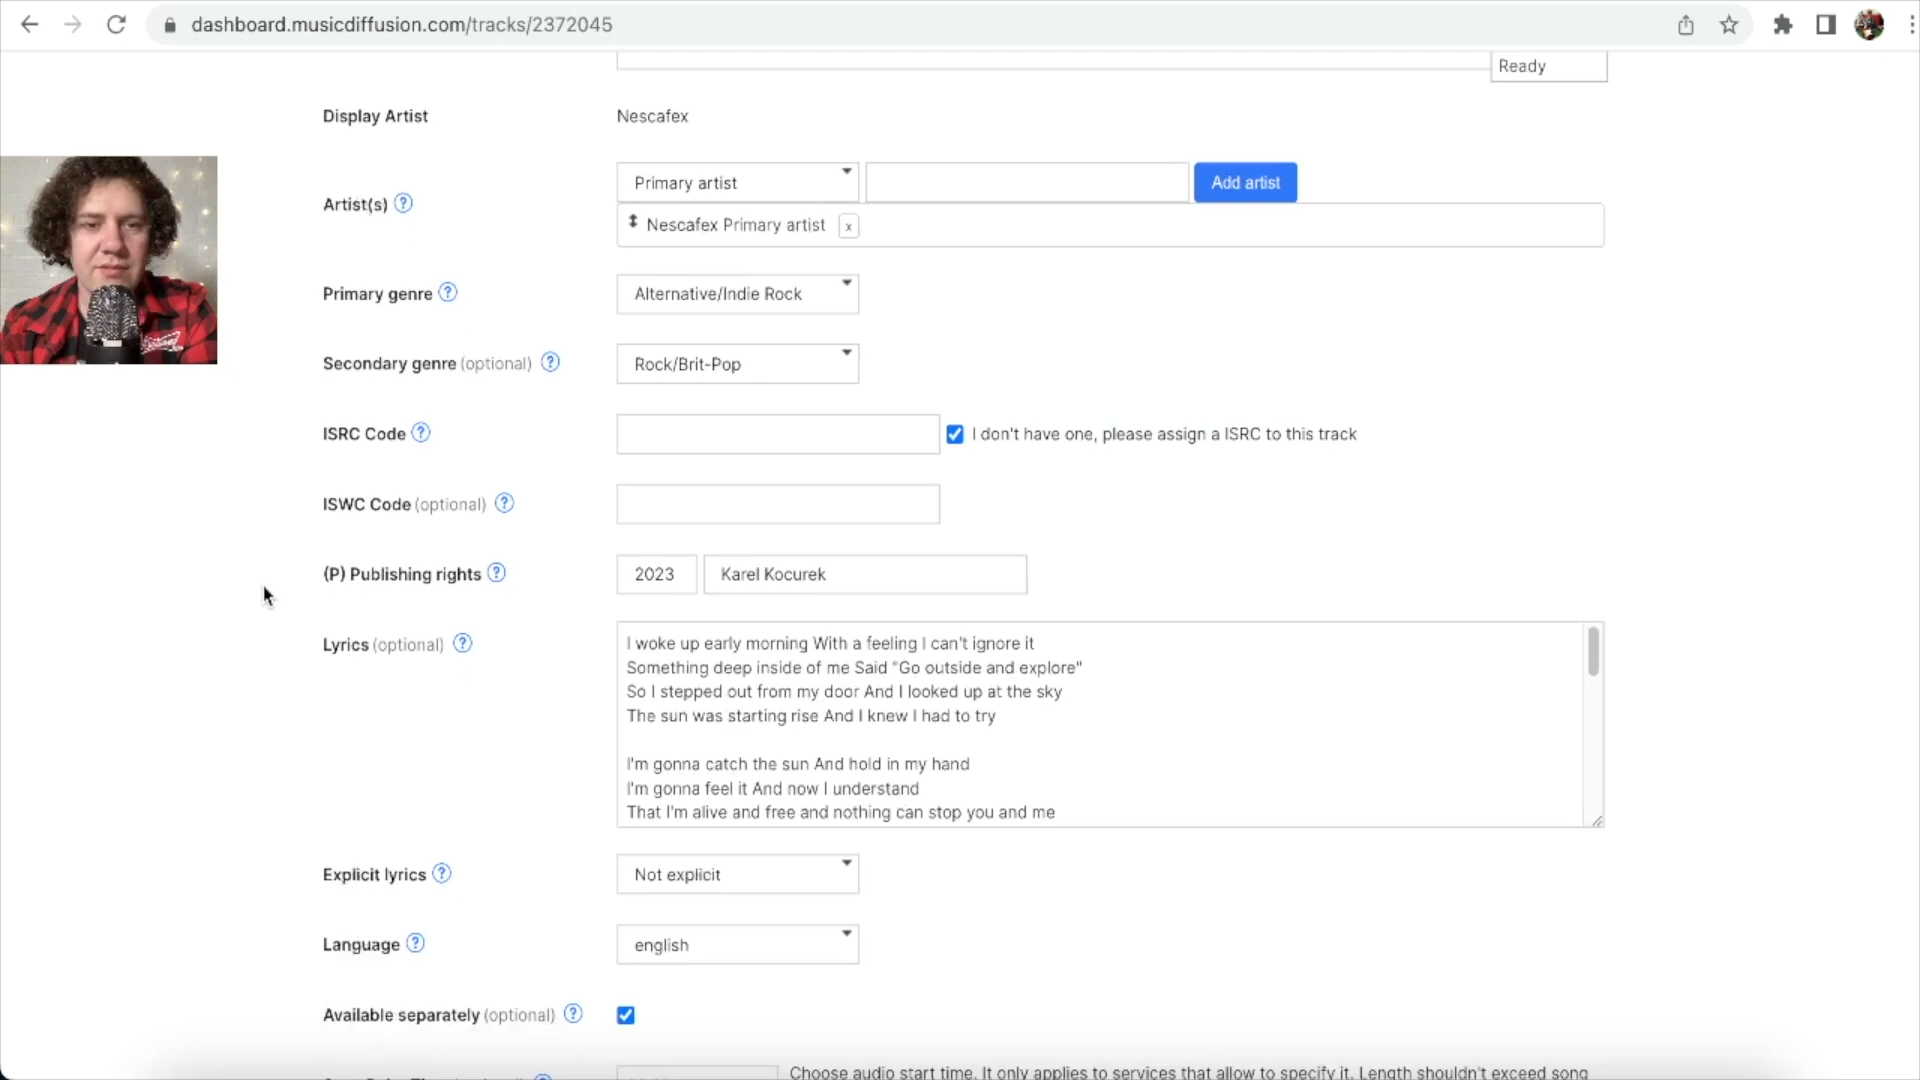 dashboard.musicdiffusion.com/tracks/2372045
Ready
Display Artist
Nescafex
Artist(s) ?
Primary artist
Add artist
Nescafex Primary artist x
Primary genre ?
Alternative/Indie Rock
Secondary genre (optional) ?
Rock/Brit-Pop
ISRC Code ?
I don't have one, please assign a ISRC to this track
ISWC Code (optional) ?
(P) Publishing rights ?
2023
Karel Kocurek
Lyrics (optional) ?
I woke up early morning With a feeling I can't ignore it
Something deep inside of me Said "Go outside and explore"
So I stepped out from my door And I looked up at the sky
The sun was starting rise And I knew I had to try
I'm gonna catch the sun And hold in my hand
I'm gonna feel it And now I understand
That I'm alive and free and nothing can stop you and me
Explicit lyrics ?
Not explicit
Language ?
english
Available separately (optional) ?
Choose audio start time. It only applies to services that allow to specify it. Length shouldn't exceed song